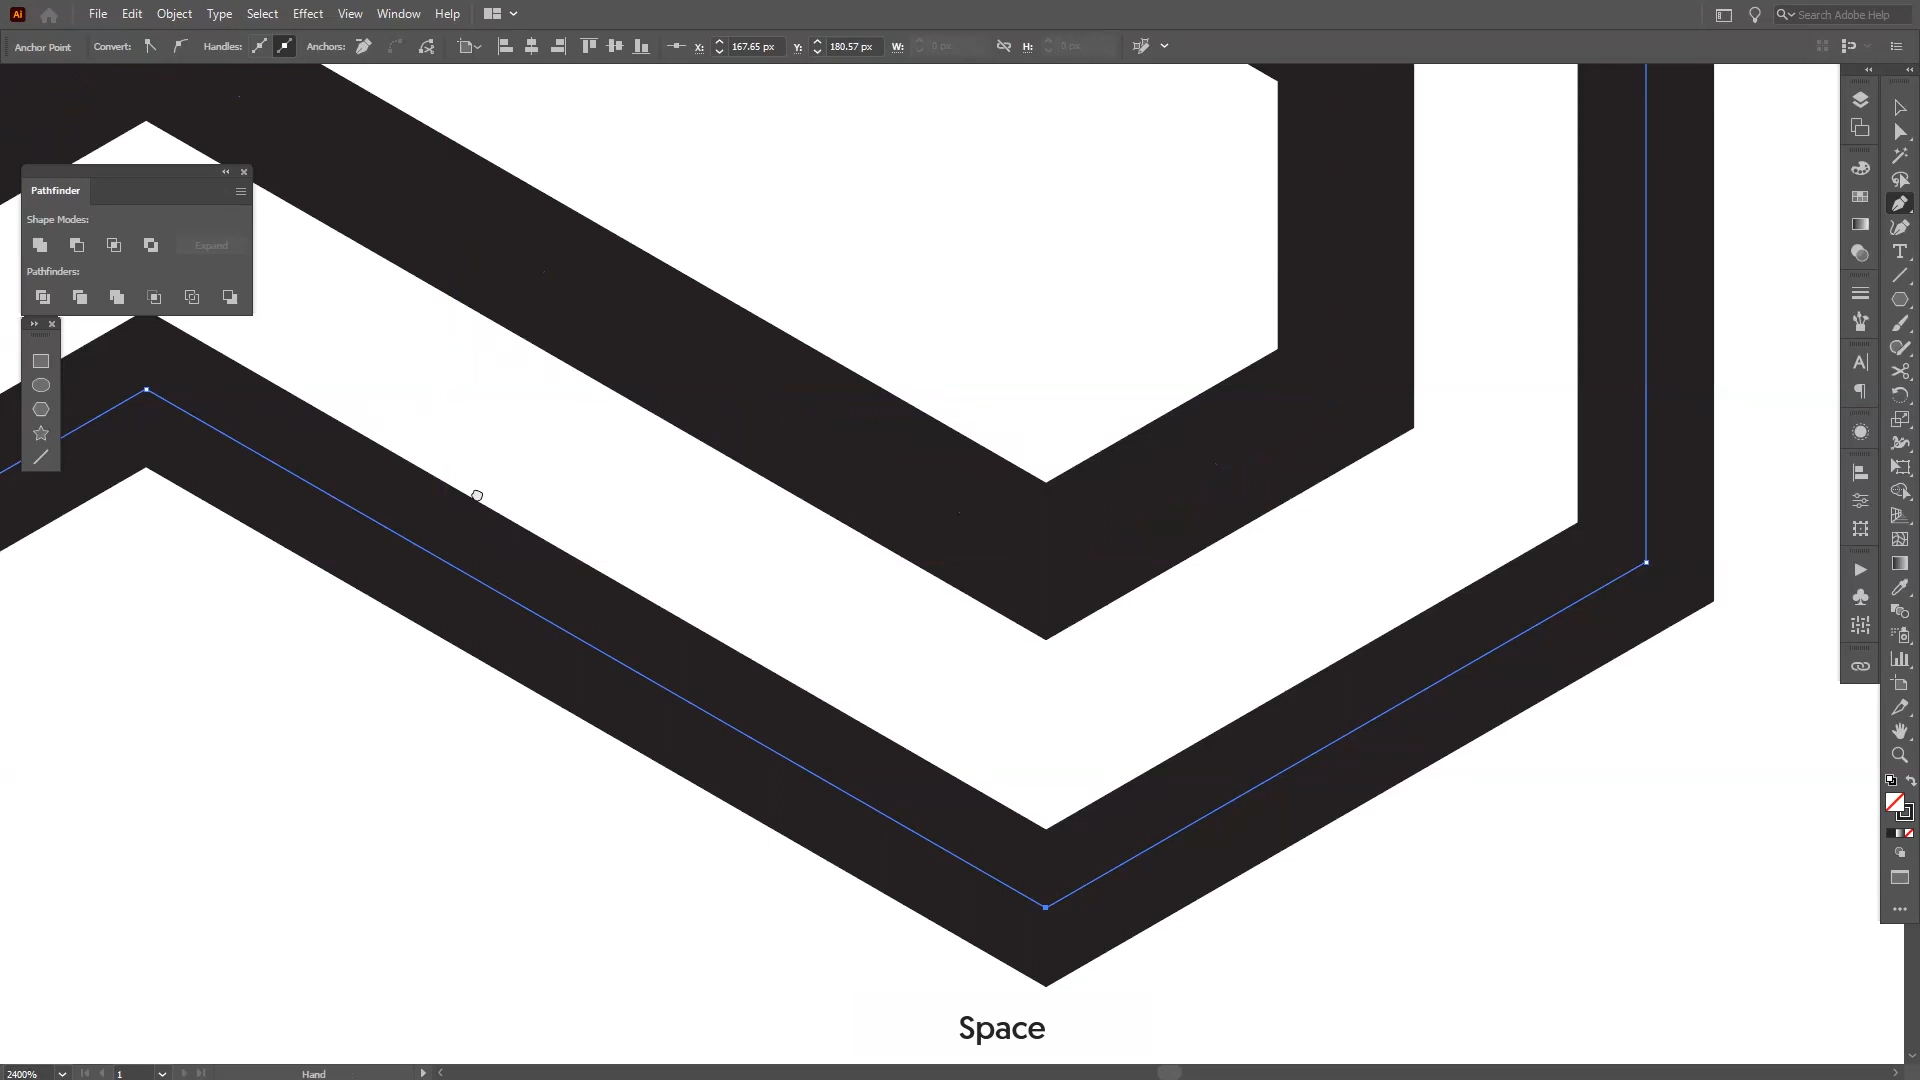 Ai File Edit Object Type Select Effect View Window Help Search Adobe Help
Anchor Point Convert: Handles: Anchors: X: 167.65 px Y: 180.57 px W: 0 px H: 0 px
Pathfinder
Shape Modes:
Expand
Pathfinders:
Space
2400% 1 Hand